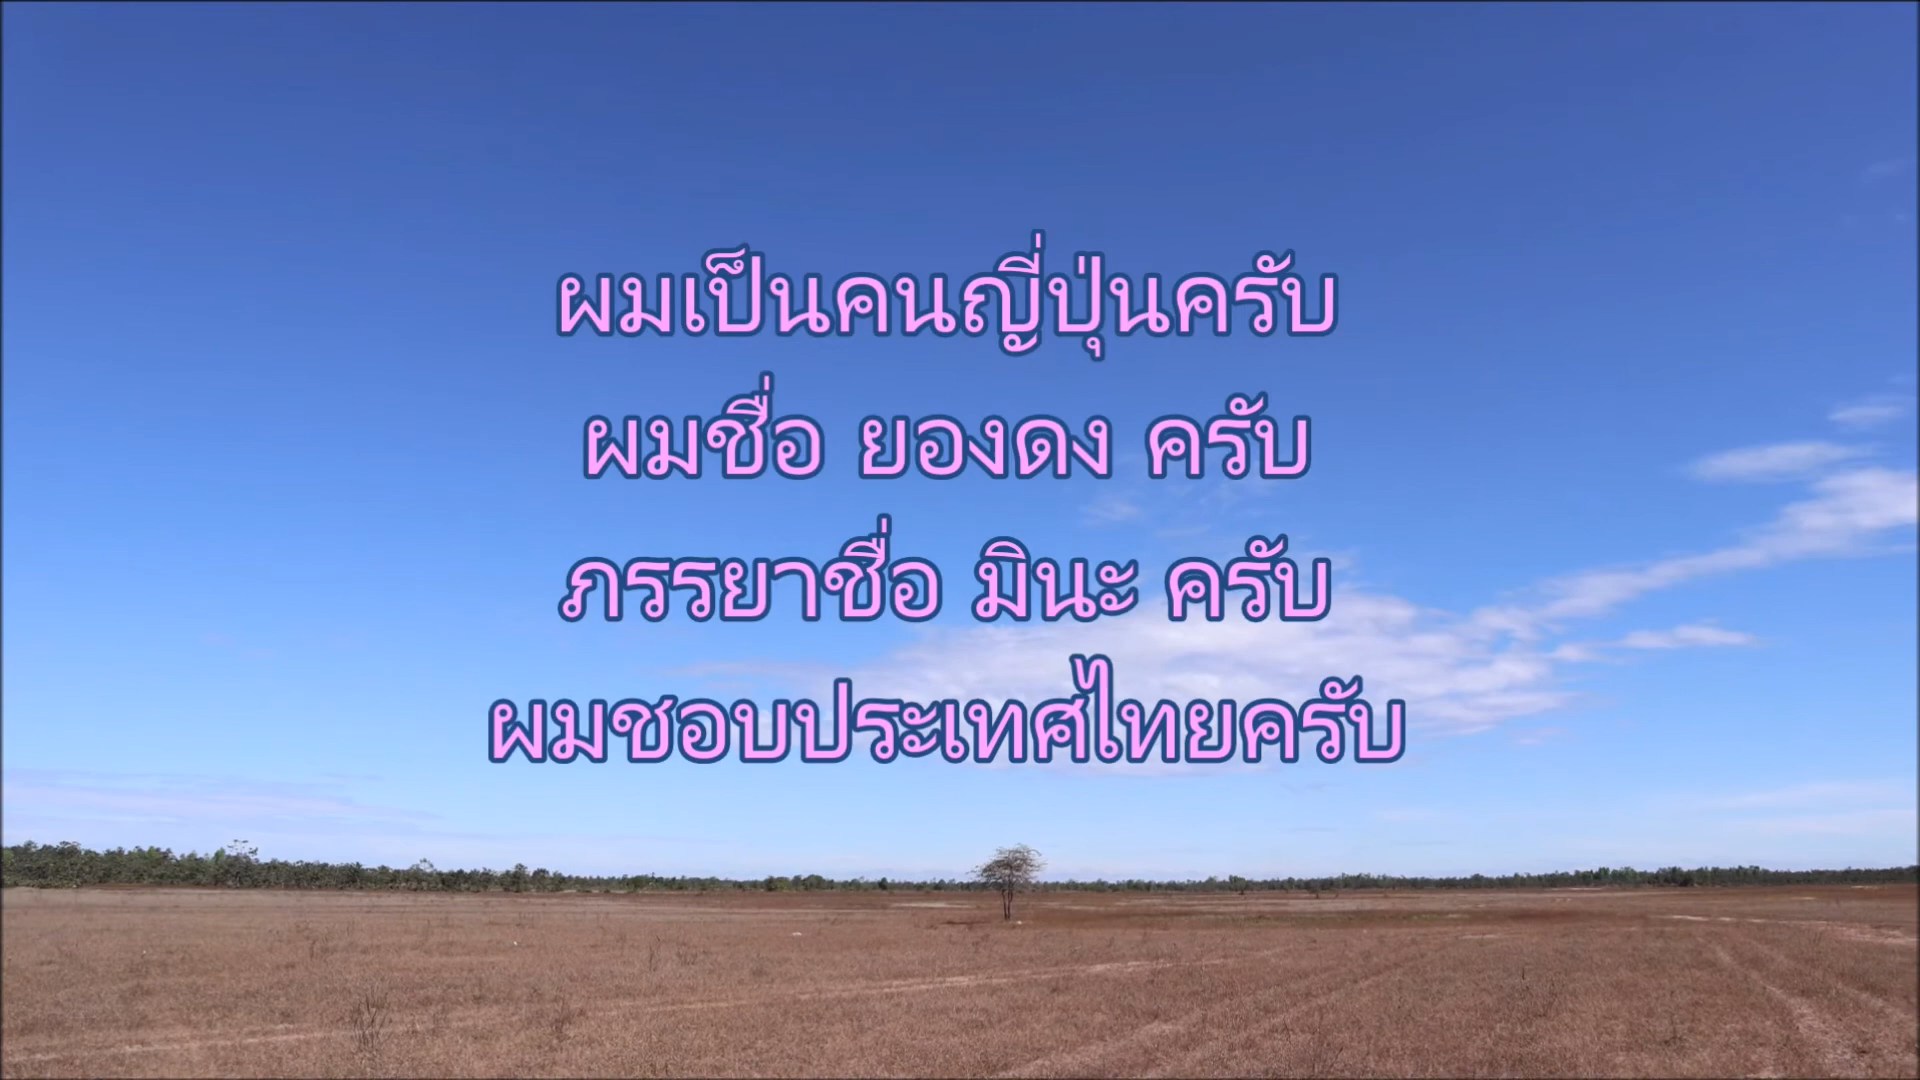 ผมเป็นคนญี่ปุ่นครับ
ผมชื่อ ยองดง ครับ
ภรรยาชื่อ มินะ ครับ
ผมชอบประเทศไทยครับ